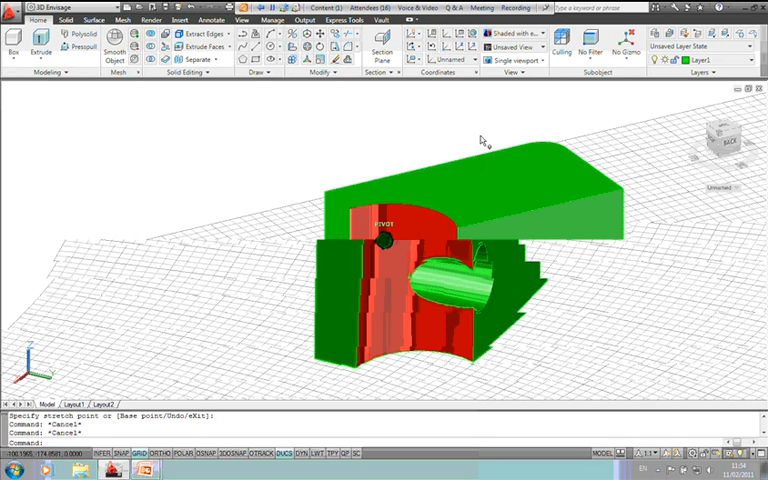 3D Envisage
Content (1) Attendees (16) Voice & Video Q & A Meeting Recording
Type a keyword or phrase
Home Solid Surface Mesh Render Insert Annotate View Manage Output Express Tools Vault
Box Extrude Polysolid Presspull Smooth Object Extract Edges Extrude Faces Separate Section Plane Unnamed Shaded with e... Unsaved View Single viewport Culling No Filter No Gizmo Unsaved Layer State Layer1
Modeling Mesh Solid Editing Draw Modify Section Coordinates View Subobject Layers
BACK
Unnamed
PIVOT
Z
Model Layout1 Layout2
Specify stretch point or [Base point/Undo/eXit]:
Command: *Cancel*
Command: *Cancel*
Command:
INFER SNAP GRID ORTHO POLAR OSNAP 3DOSNAP OTRACK DUCS DYN LWT TPY QP SC MODEL 1:1
EN
11:54
11/02/2011